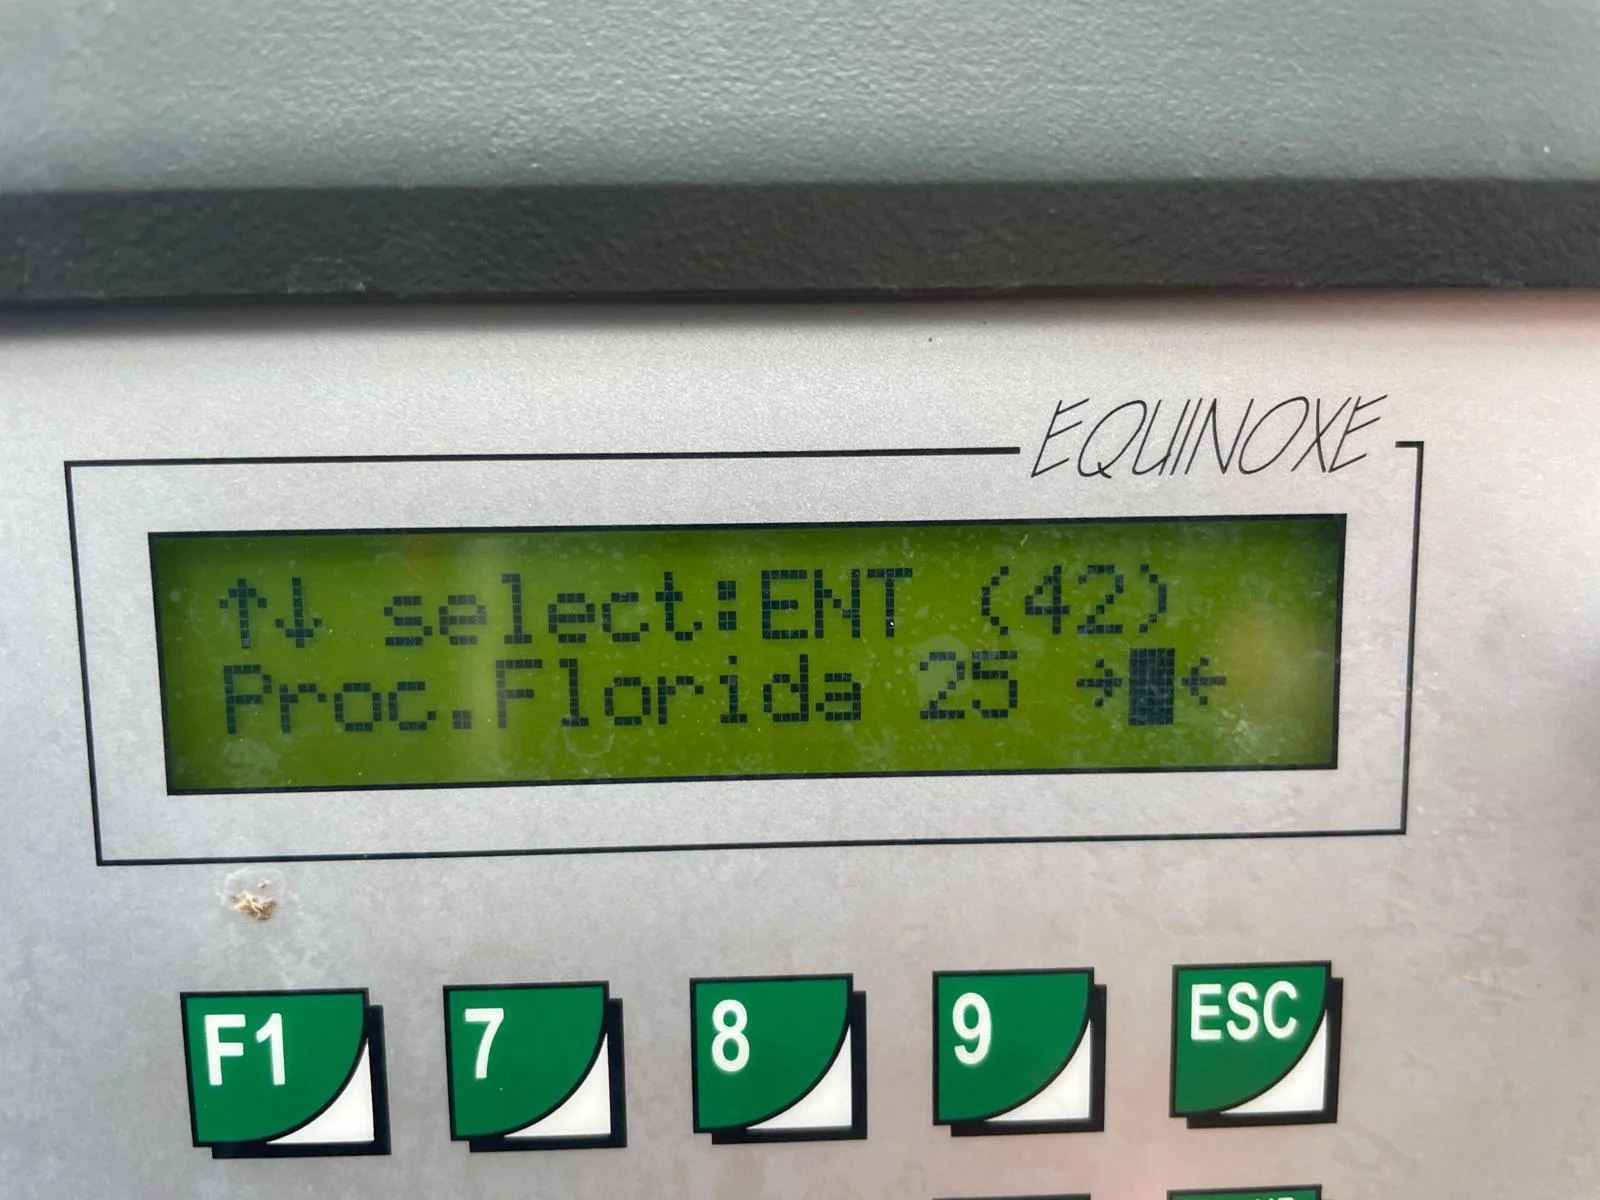 EQUINOXE
↑↓ select:ENT (42)
Proc.Florida 25 →█←
F1 7 8 9 ESC